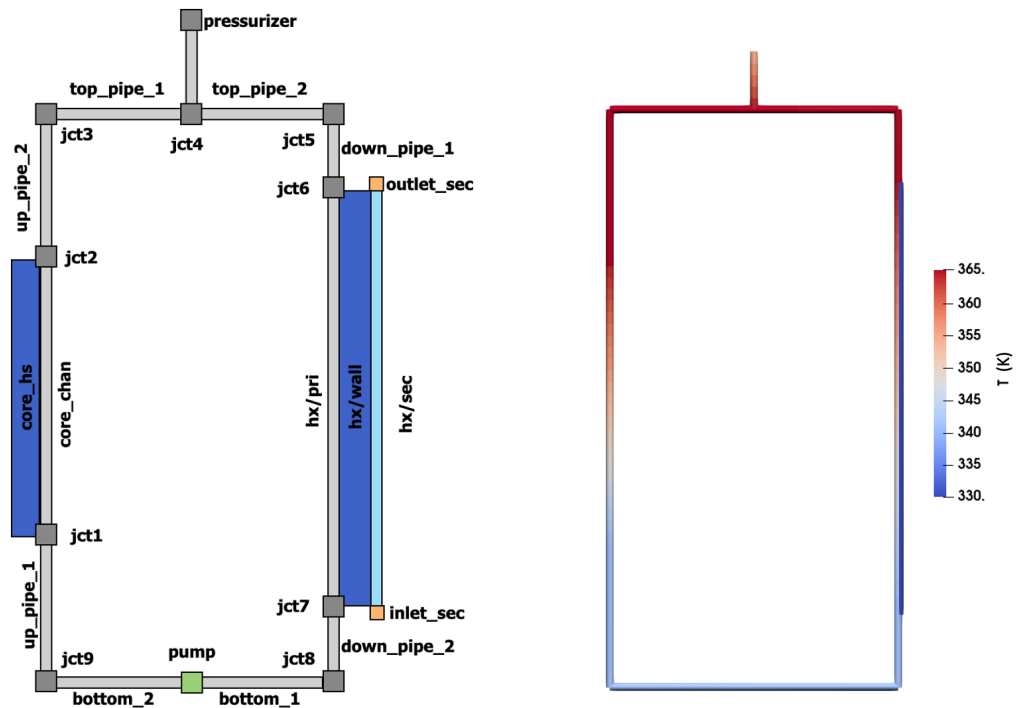 pressurizer
top_pipe_1
top_pipe_2
jct3
jct4
jct5
down_pipe_1
up_pipe_2
jct6
outlet_sec
jct2
core_hs
core_chan
hx/pri
hx/wall
hx/sec
jct1
up_pipe_1
jct7
inlet_sec
jct9
pump
jct8
down_pipe_2
bottom_2
bottom_1
365.
360
355
350
345
340
335
330.
T (K)